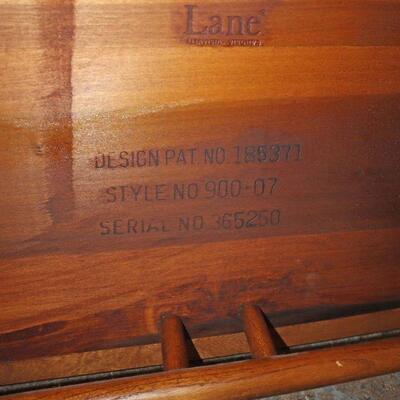 Lane
DESIGN PAT. NO. 185371
STYLE NO. 900-07
SERIAL NO. 365250